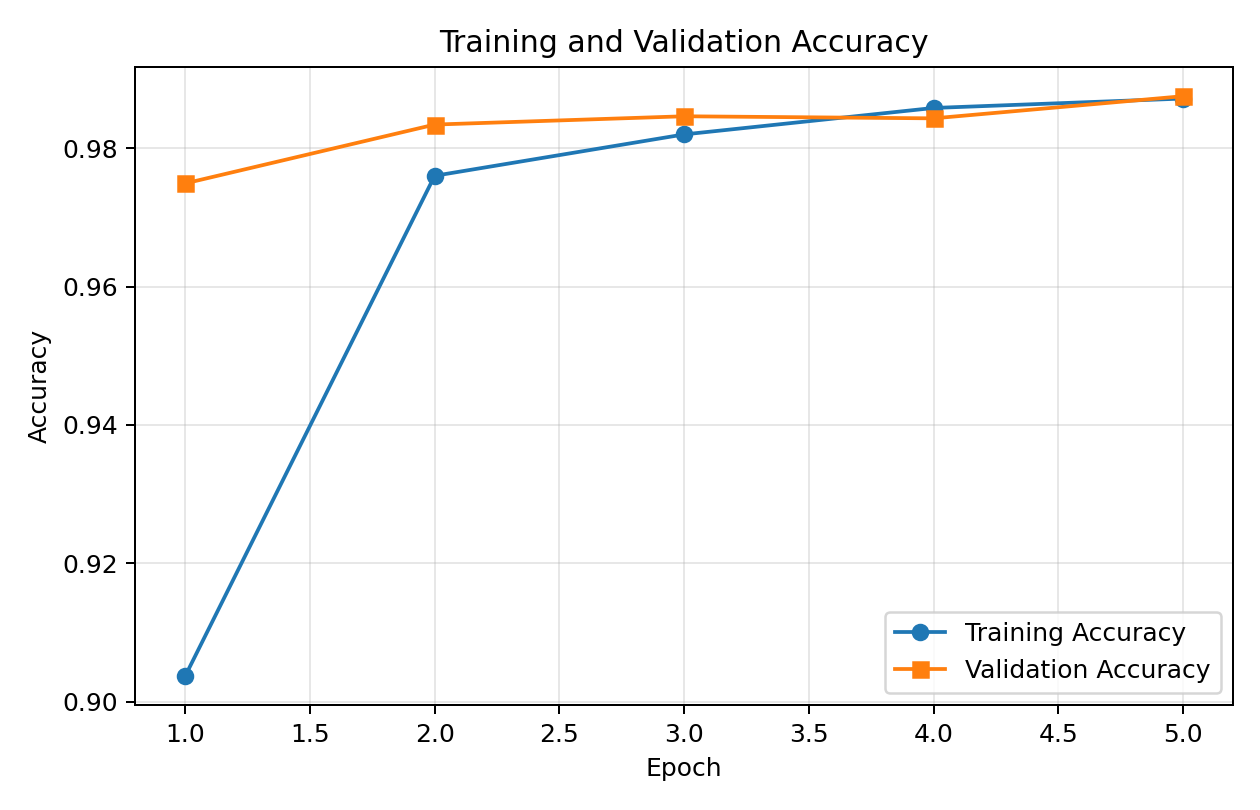 Training and Validation Accuracy
Accuracy
0.98
0.96
0.94
0.92
0.90
Training Accuracy
Validation Accuracy
1.0 1.5 2.0 2.5 3.0 3.5 4.0 4.5 5.0
Epoch